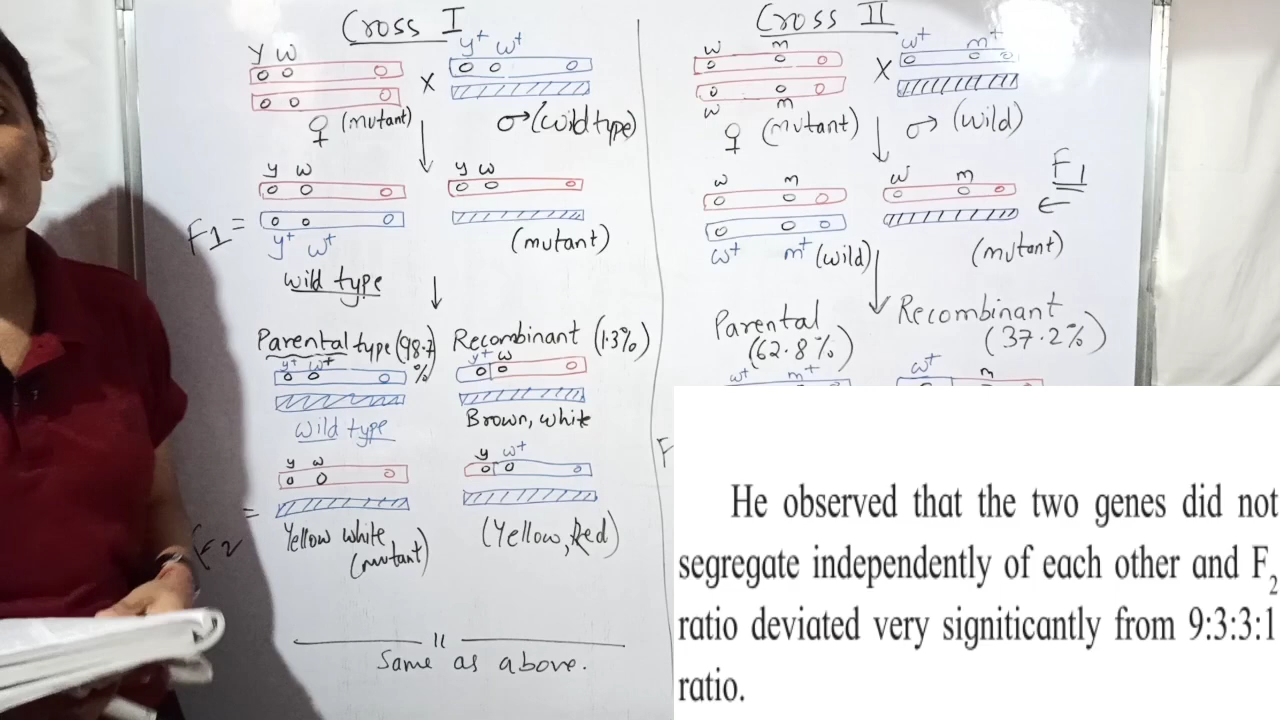 Cross I
y w
y+ w+
X
♀ (mutant)
♂ (wild type)
y w
y w
F1 =
y+ w+
(mutant)
wild type
Parental type (98.7 %)
Recombinant (1.3%)
y+ w+
y+ w
wild type
Brown, white
y w
y w+
F2 =
Yellow white (mutant)
(Yellow, Red)
〃
Same as above.
Cross II
w m
w+ m+
X
w m
♀ (mutant)
♂ (wild)
F1
w m
w m
w+ m+ (wild)
(mutant)
Parental (62.8%)
Recombinant (37.2%)
w+ m+
w+ m
F
He observed that the two genes did not
segregate independently of each other and F2
ratio deviated very signiticantly from 9:3:3:1
ratio.